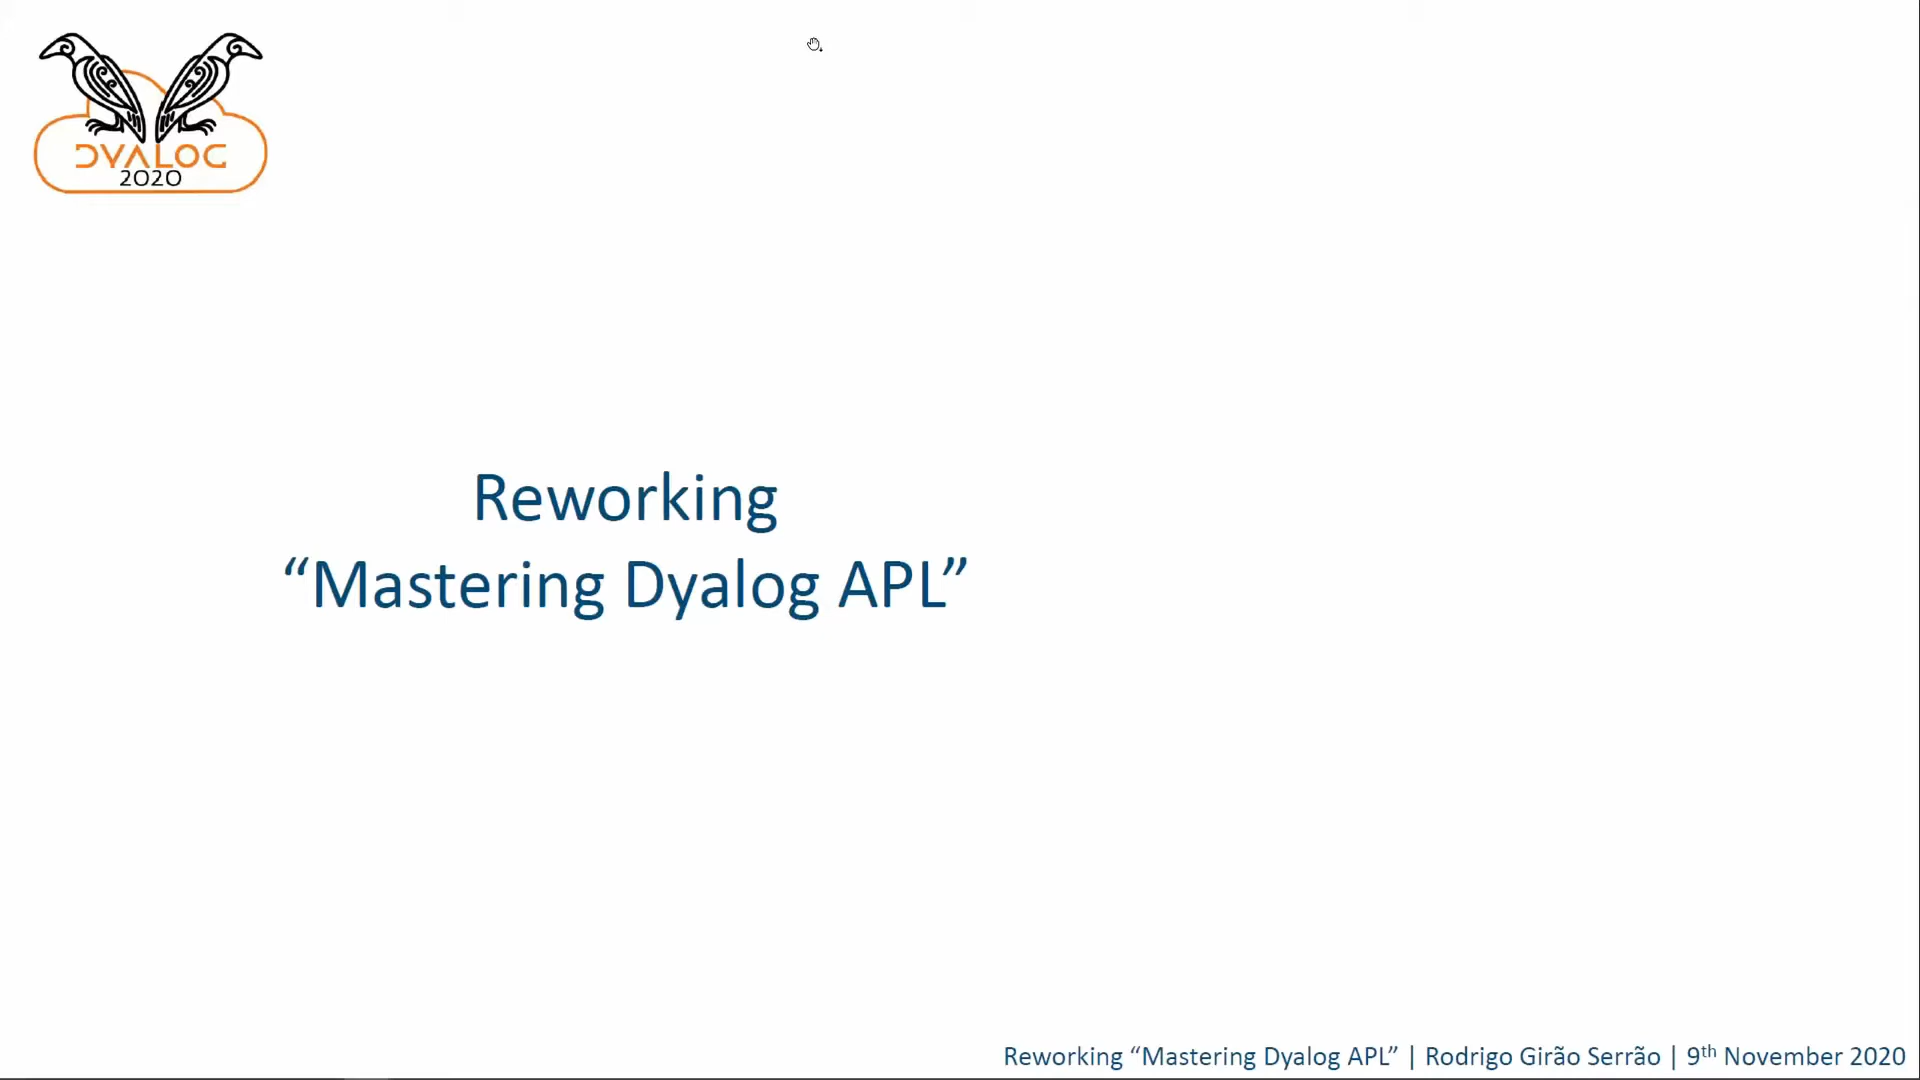 DYALOG
2020
Reworking
“Mastering Dyalog APL”
Reworking “Mastering Dyalog APL” | Rodrigo Girão Serrão | 9th November 2020